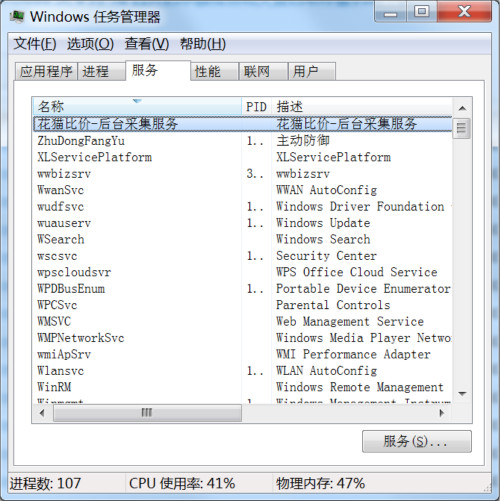 Windows 任务管理器
文件(F) 选项(O) 查看(V) 帮助(H)
应用程序 进程 服务 性能 联网 用户
名称 PID 描述
花猫比价-后台采集服务 花猫比价-后台采集服务
ZhuDongFangYu 1.. 主动防御
XLServicePlatform XLServicePlatform
wwbizsrv 3.. wwbizsrv
WwanSvc WWAN AutoConfig
wudfsvc 1.. Windows Driver Foundation
wuauserv 1.. Windows Update
WSearch Windows Search
wscsvc 1.. Security Center
wpscloudsvr WPS Office Cloud Service
WPDBusEnum 1.. Portable Device Enumerator
WPCSvc Parental Controls
WMSVC Web Management Service
WMPNetworkSvc Windows Media Player Netwo
wmiApSrv WMI Performance Adapter
Wlansvc 1.. WLAN AutoConfig
WinRM Windows Remote Management
Winmgmt 1 Windows Management Instrum
服务(S)...
进程数: 107 CPU 使用率: 41% 物理内存: 47%